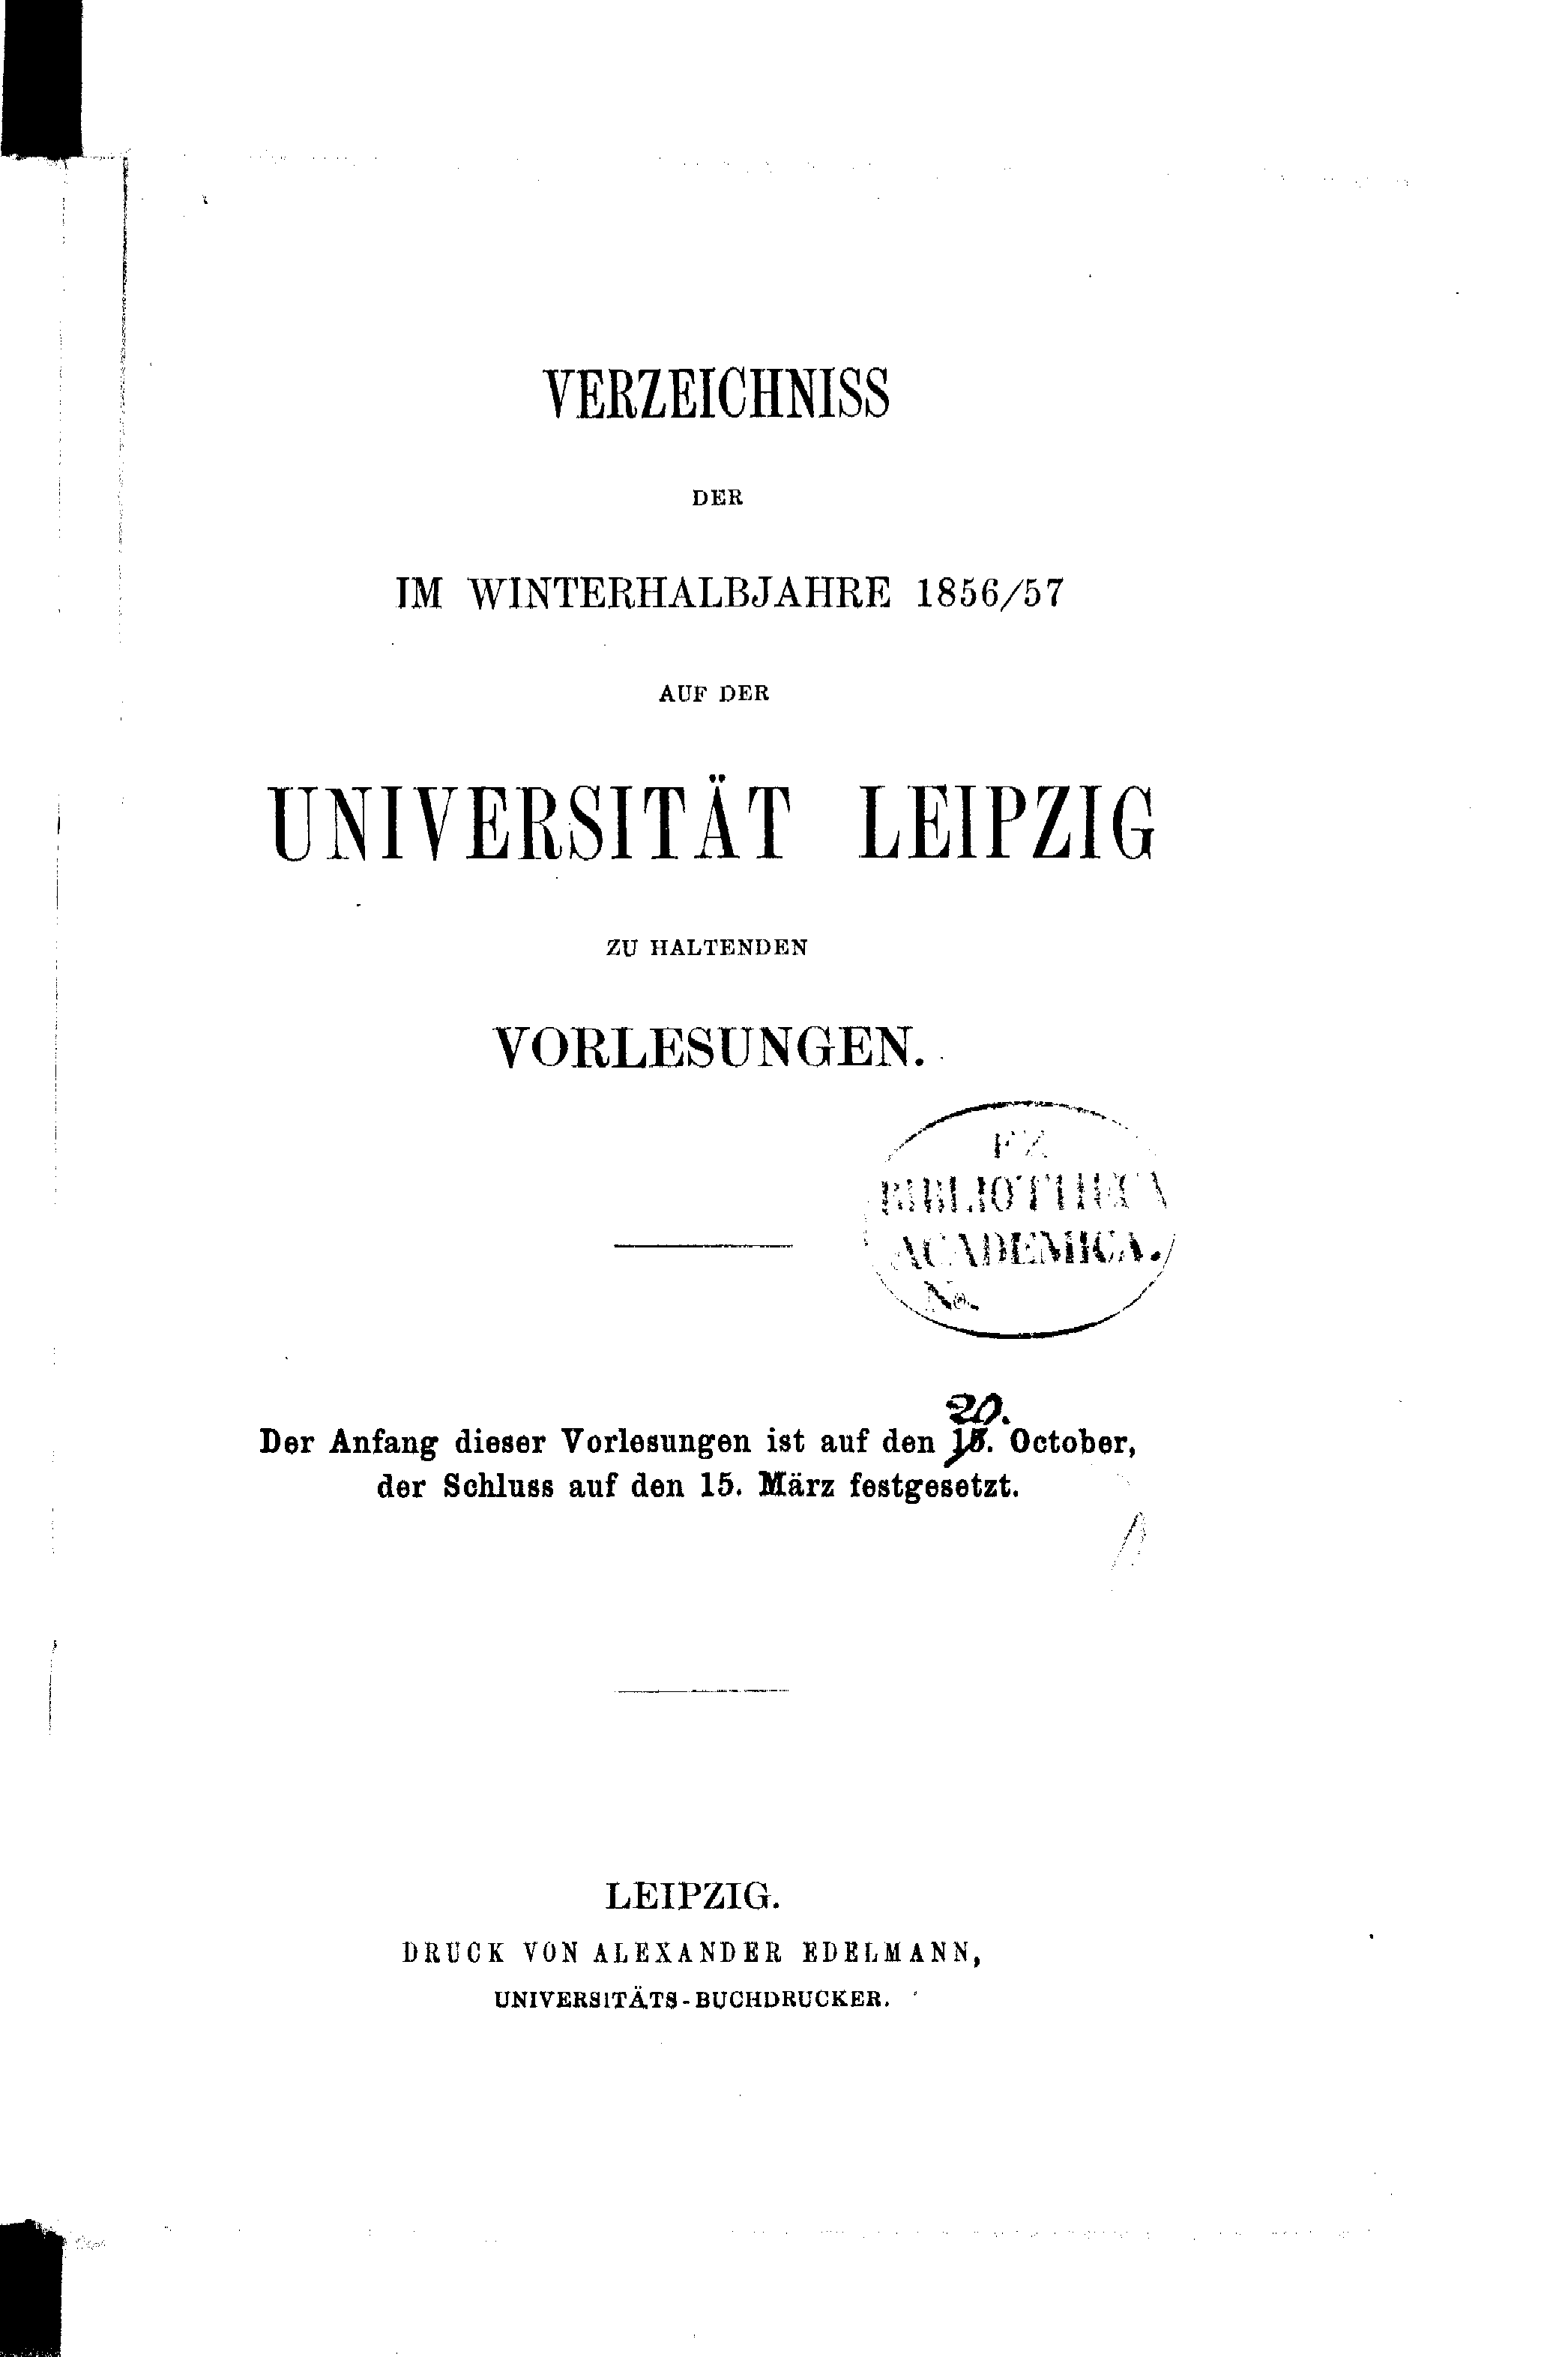 VERZEICHNISS
DER
IM WINTERHALBJAHRE 1856/57
AUF DER
UNIVERSITÄT LEIPZIG
ZU HALTENDEN
VORLESUNGEN.
EX
BIBLIOTHECA
ACADEMICA.
No.
20.
Der Anfang dieser Vorlesungen ist auf den 15. October,
der Schluss auf den 15. März festgesetzt.
LEIPZIG.
DRUCK VON ALEXANDER EDELMANN,
UNIVERSITÄTS-BUCHDRUCKER.